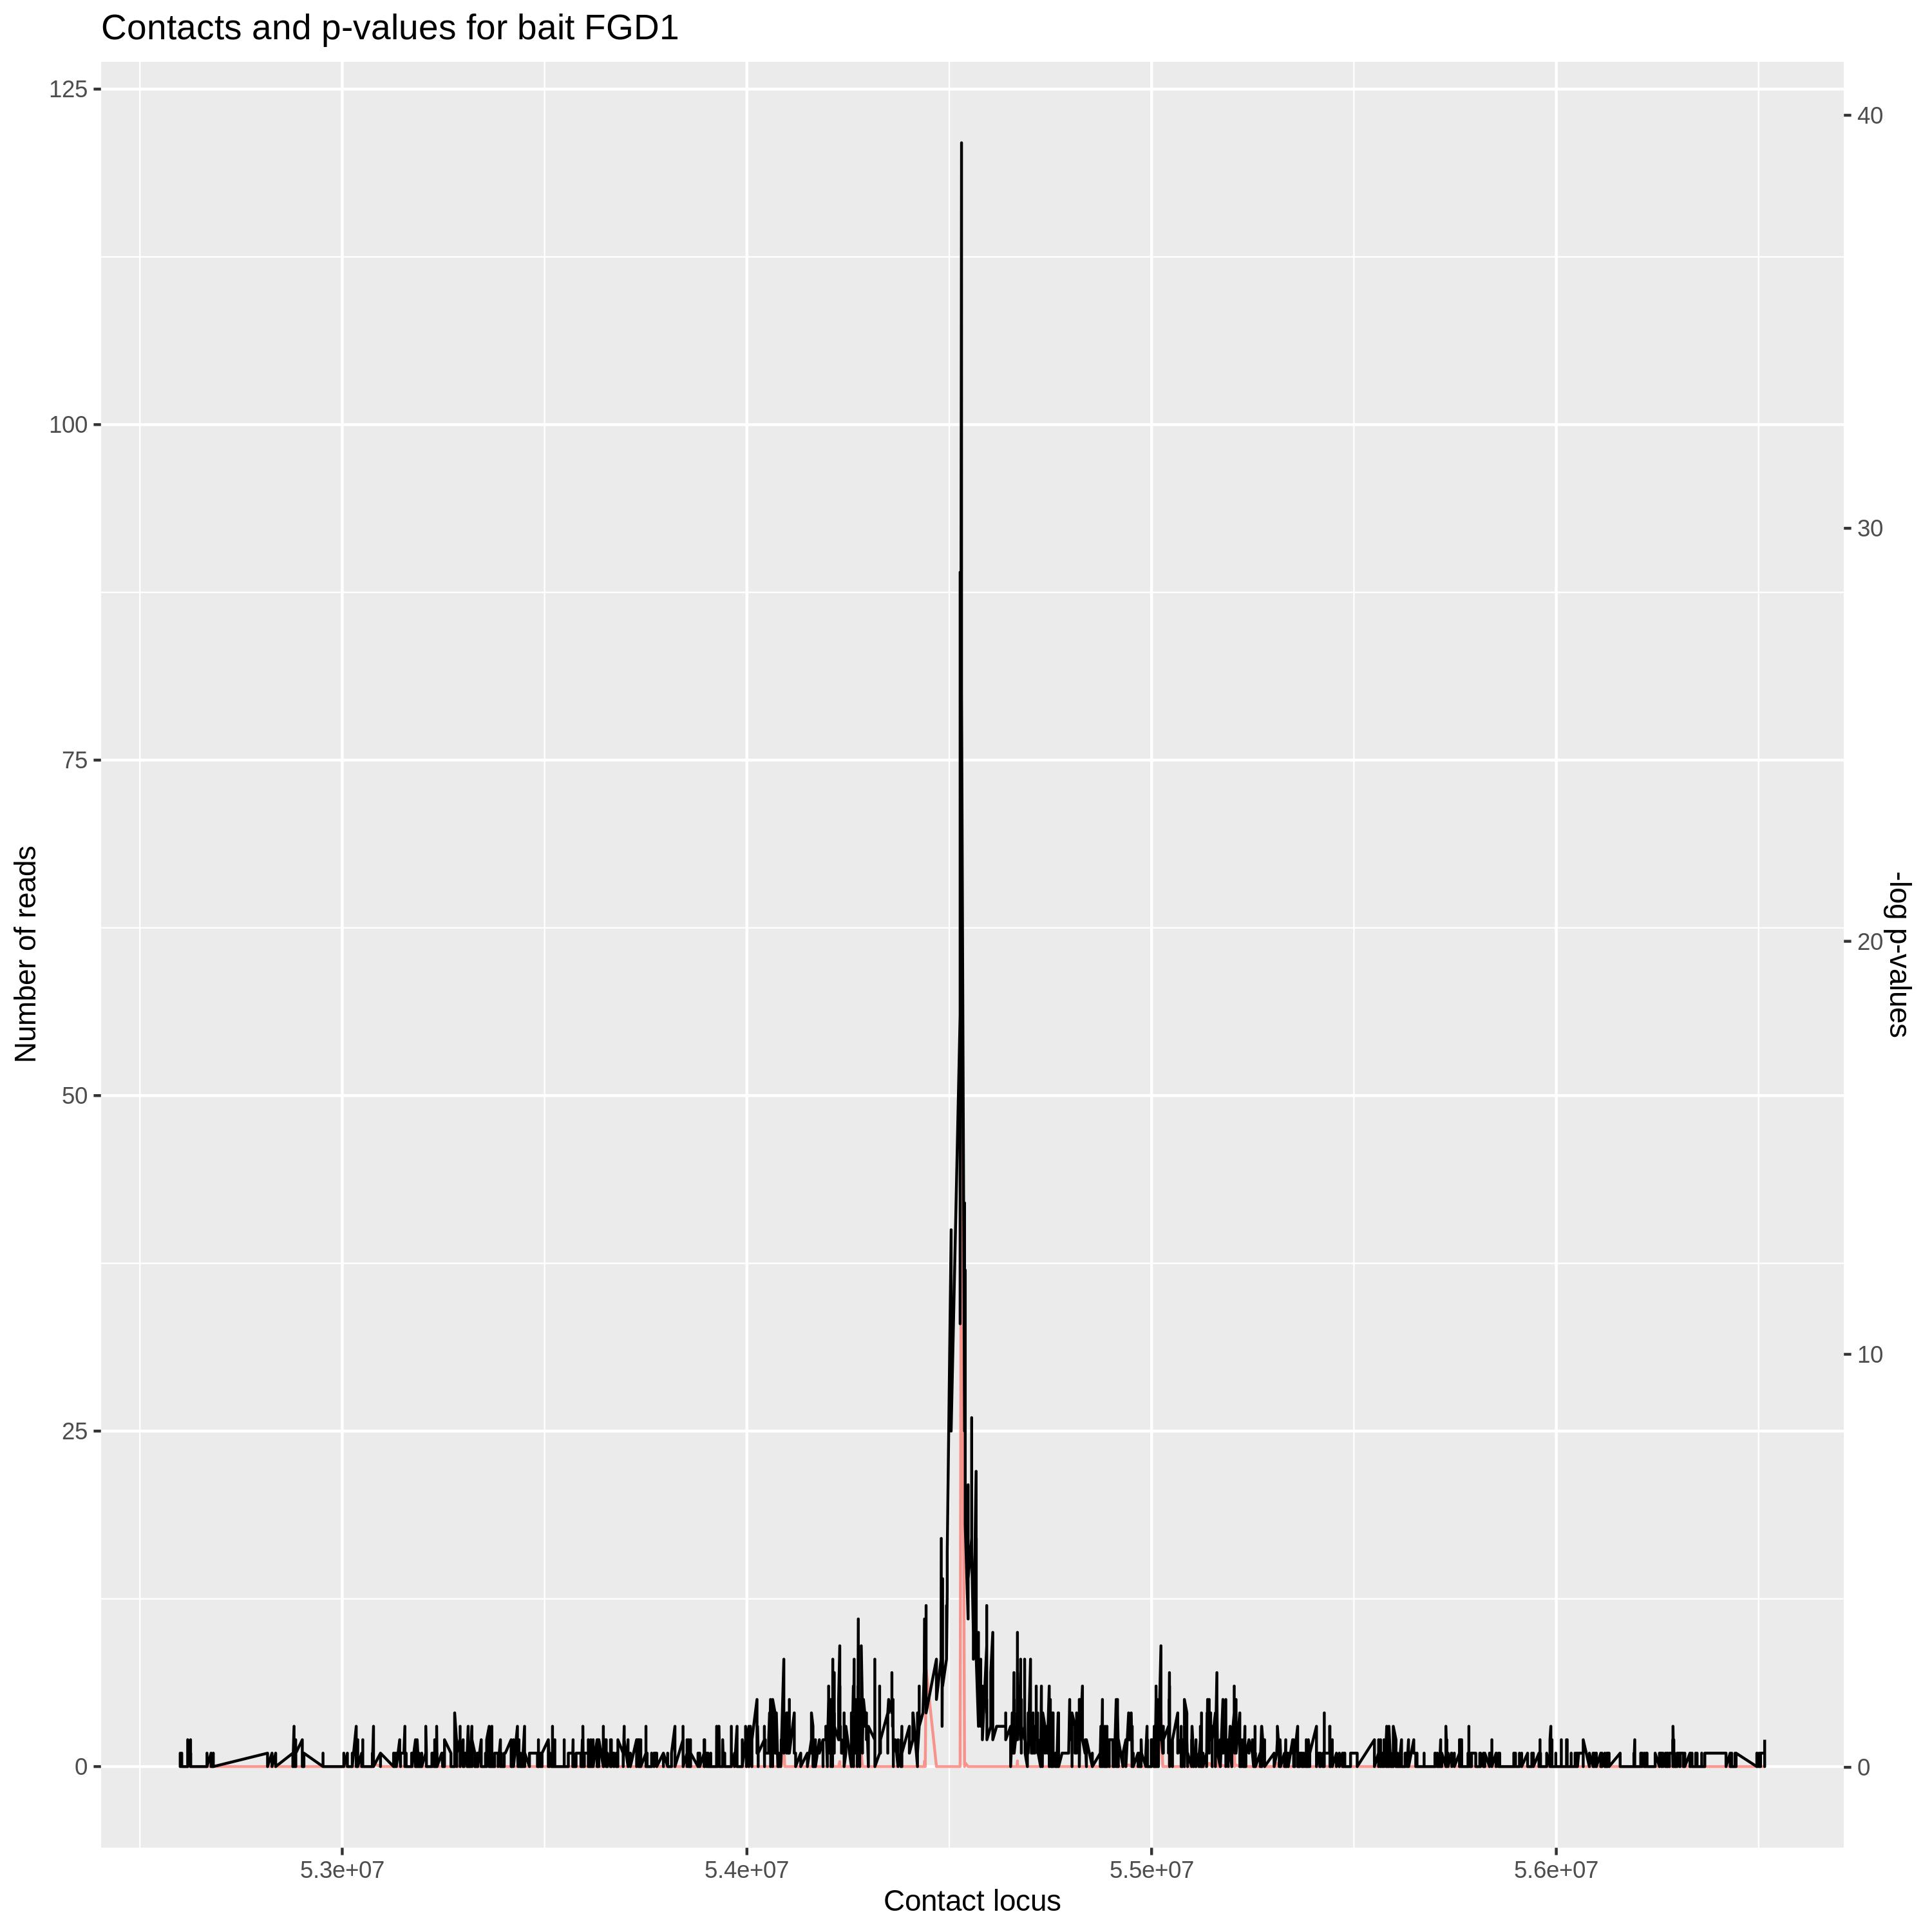 Contacts and p-values for bait FGD1
125
100
75
50
25
0
Number of reads
40
30
20
10
0
-log p-values
5.3e+07
5.4e+07
5.5e+07
5.6e+07
Contact locus